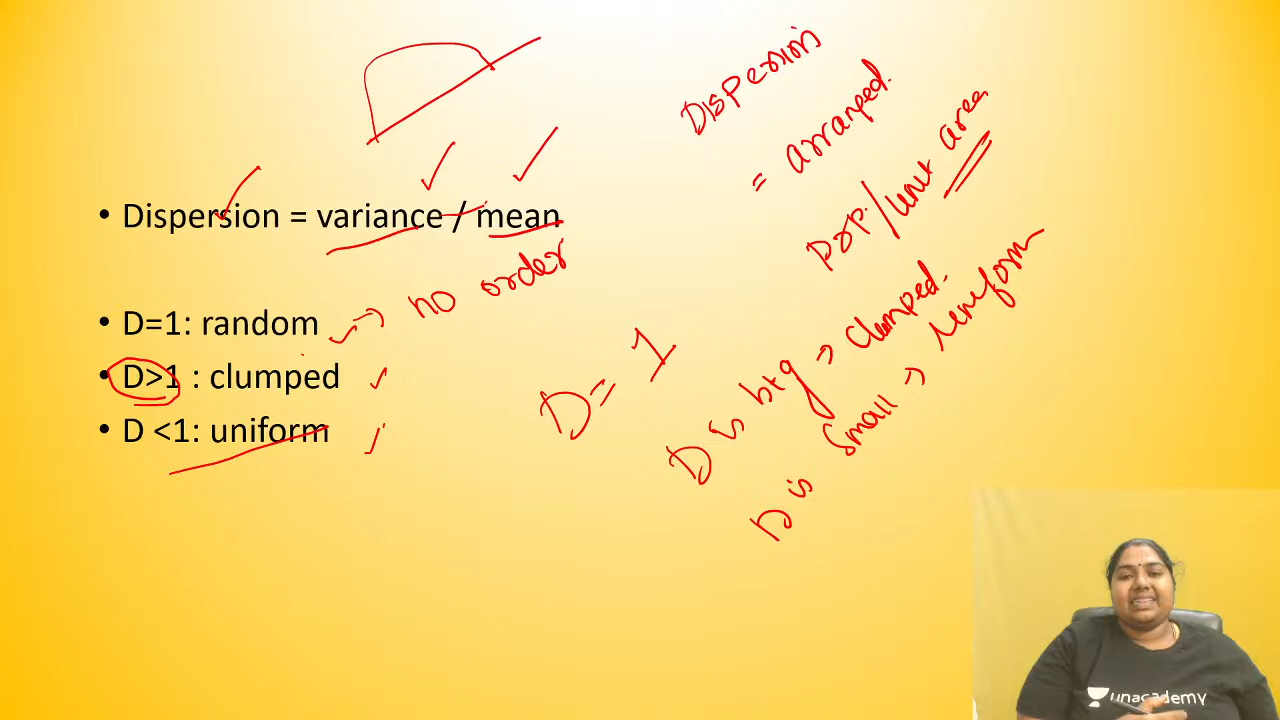 • Dispersion = variance / mean
• D=1: random → no order
• D>1 : clumped
• D <1: uniform
Dispersion
= arranged.
pop./unit area
D= 1
D is big → clumped.
D is small → uniform
unacademy